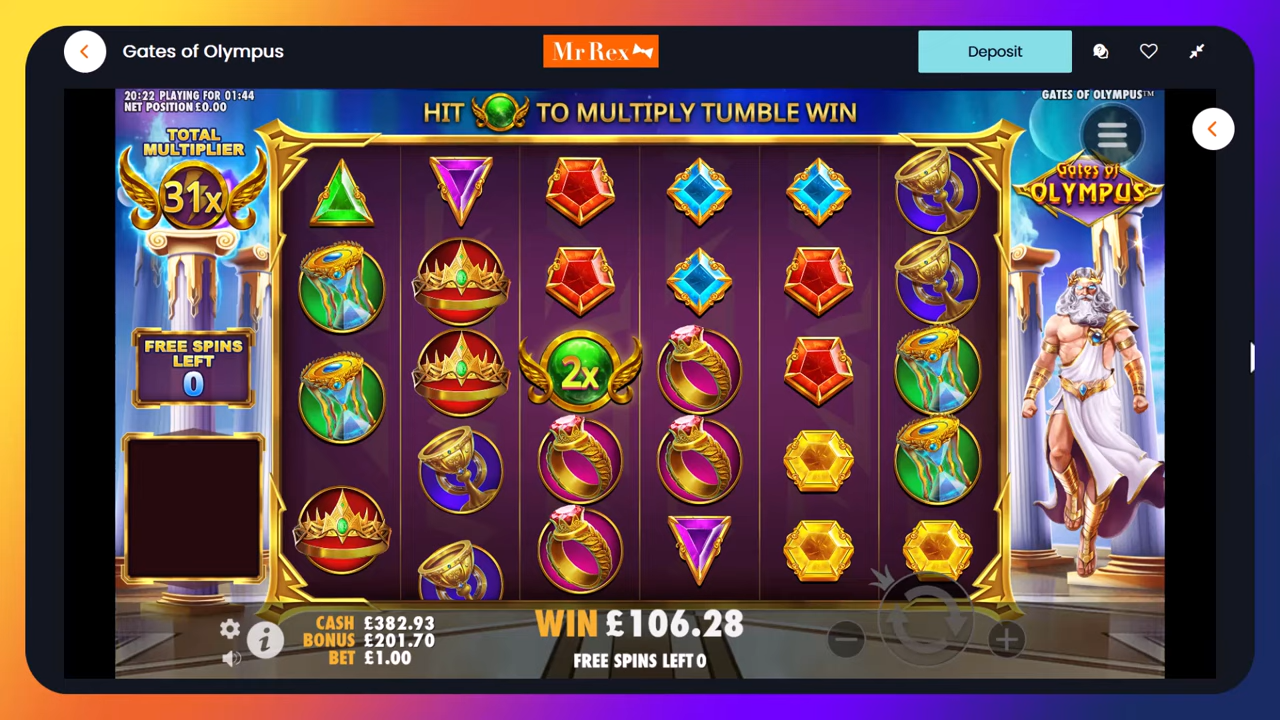 Gates of Olympus
Mr Rex
Deposit
20:22 PLAYING FOR 01:44
NET POSITION £0.00
HIT TO MULTIPLY TUMBLE WIN
GATES OF OLYMPUS™
TOTAL
MULTIPLIER
31x
Gates of
OLYMPUS
FREE SPINS
LEFT
0
2x
CASH £382.93
BONUS £201.70
BET £1.00
WIN £106.28
FREE SPINS LEFT 0